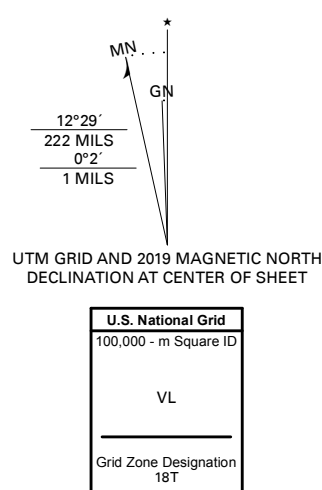 ★
MN
GN
12°29´
222 MILS
0°2´
1 MILS
UTM GRID AND 2019 MAGNETIC NORTH
DECLINATION AT CENTER OF SHEET
U.S. National Grid
100,000 - m Square ID
VL
Grid Zone Designation
18T